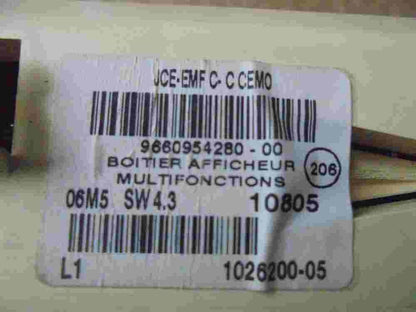 JCE-EMF C- C CEMO
9660954280 - 00
BOITIER AFFICHEUR
MULTIFONCTIONS
206
06M5 SW 4.3 10805
L1 1026200-05